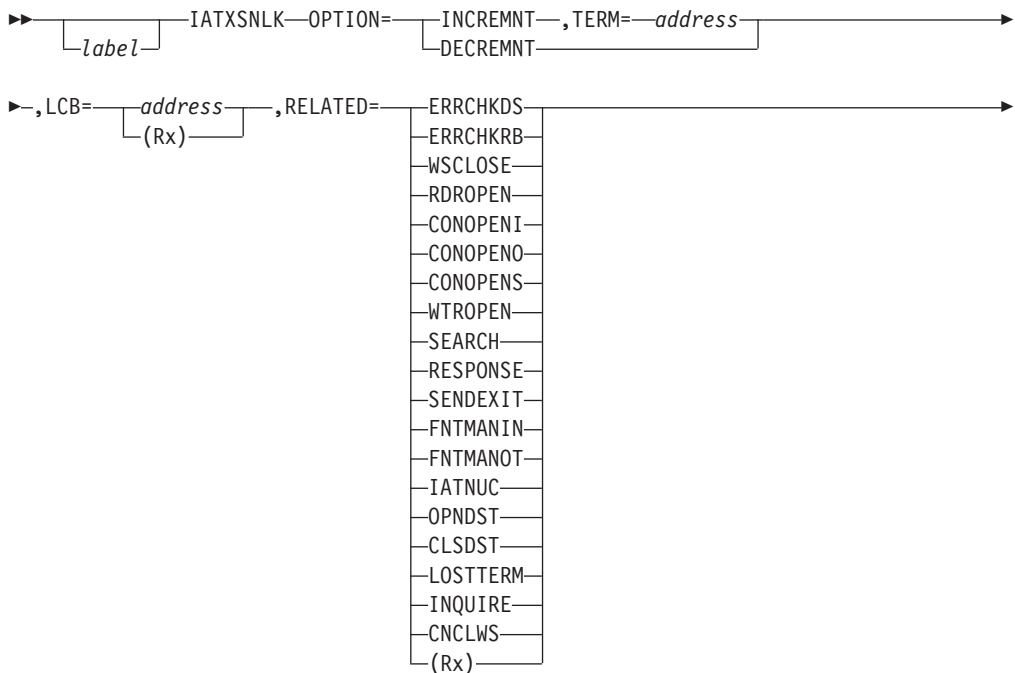 IATXSNLK OPTION= INCREMNT ,TERM= address
label DECREMNT
,LCB= address ,RELATED= ERRCHKDS
(Rx) ERRCHKRB
WSCLOSE
RDROPEN
CONOPENI
CONOPENO
CONOPENS
WTROPEN
SEARCH
RESPONSE
SENDEXIT
FNTMANIN
FNTMANOT
IATNUC
OPNDST
CLSDST
LOSTTERM
INQUIRE
CNCLWS
(Rx)